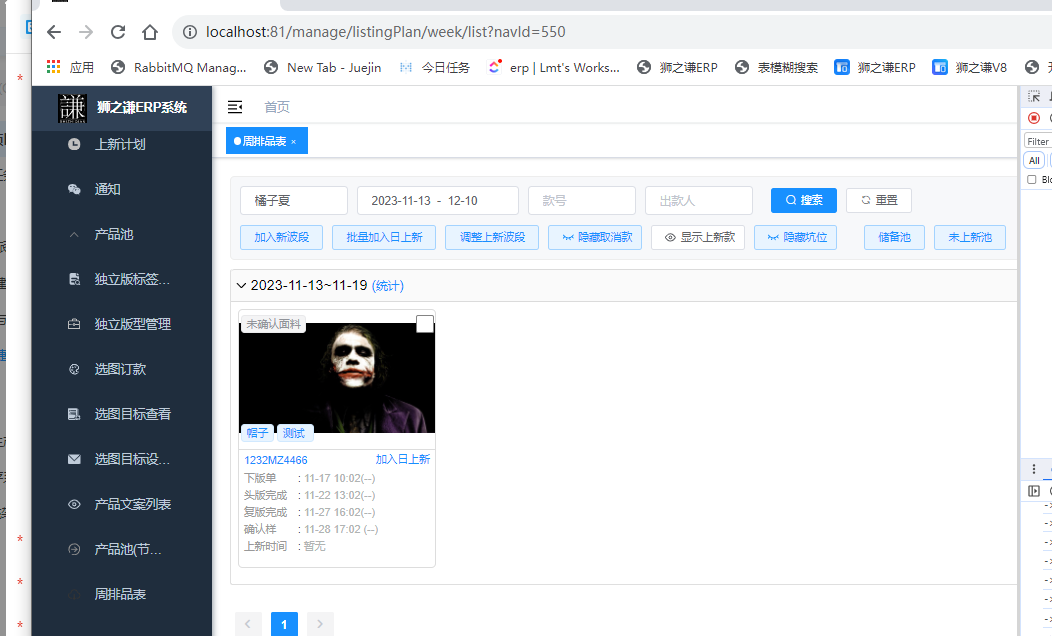 localhost:81/manage/listingPlan/week/list?navId=550
应用 RabbitMQ Manag... New Tab - Juejin 今日任务 erp | Lmt's Works... 狮之谦ERP 表模糊搜索 狮之谦ERP 狮之谦V8
謙 狮之谦ERP系统
首页
周排品表 ×
上新计划
通知
产品池
独立版标签...
独立版型管理
选图订款
选图目标查看
选图目标设...
产品文案列表
产品池(节...
周排品表
橘子夏 2023-11-13 - 12-10 款号 出款人 搜索 重置
加入新波段 批量加入日上新 调整上新波段 隐藏取消款 显示上新款 隐藏坑位 储备池 未上新池
2023-11-13~11-19 (统计)
未确认面料
帽子 测试
1232MZ4466 加入日上新
下版单 : 11-17 10:02(--)
头版完成 : 11-22 13:02(--)
复版完成 : 11-27 16:02(--)
确认样 : 11-28 17:02 (--)
上新时间 : 暂无
1
Filter
All